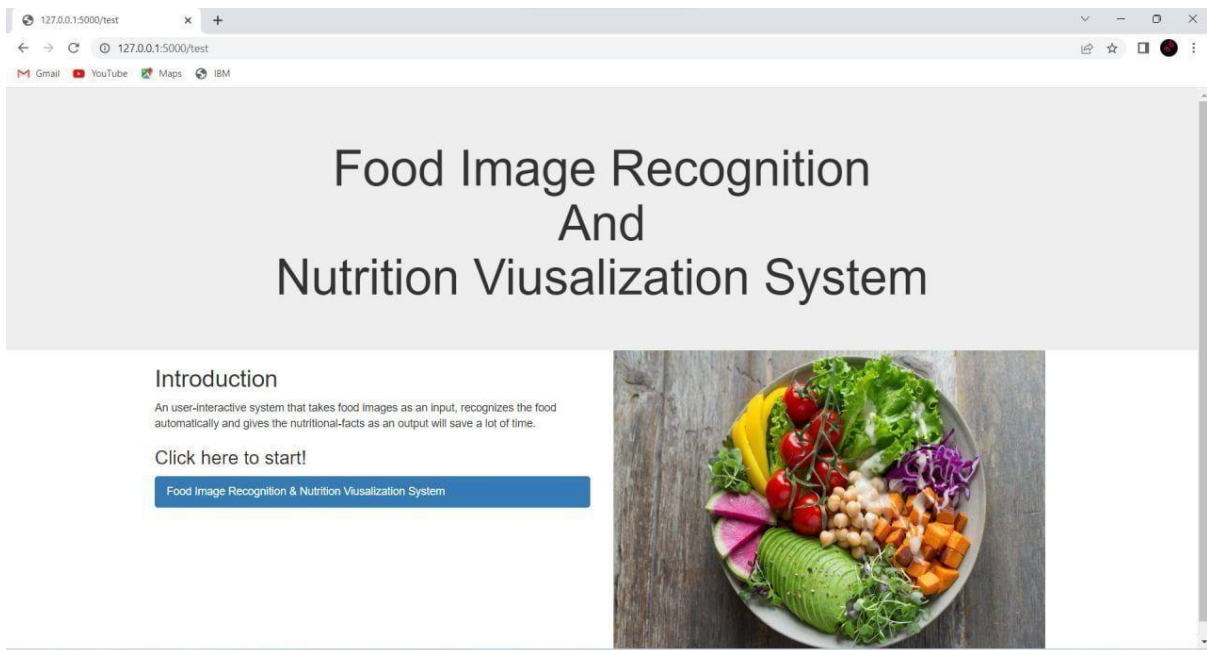 127.0.0.1:5000/test
127.0.0.1:5000/test
Gmail YouTube Maps IBM
Food Image Recognition
And
Nutrition Viusalization System
Introduction
An user-interactive system that takes food images as an input, recognizes the food
automatically and gives the nutritional-facts as an output will save a lot of time.
Click here to start!
Food Image Recognition & Nutrition Viusalization System